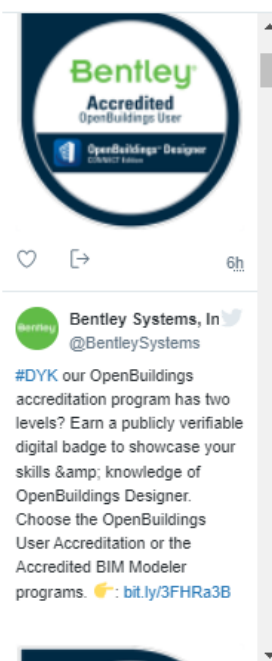 Bentley
Accredited
OpenBuildings User
OpenBuildings™ Designer
CONNECT Edition
6h
Bentley
Bentley Systems, In
@BentleySystems
#DYK our OpenBuildings
accreditation program has two
levels? Earn a publicly verifiable
digital badge to showcase your
skills &amp; knowledge of
OpenBuildings Designer.
Choose the OpenBuildings
User Accreditation or the
Accredited BIM Modeler
programs. 👉: bit.ly/3FHRa3B